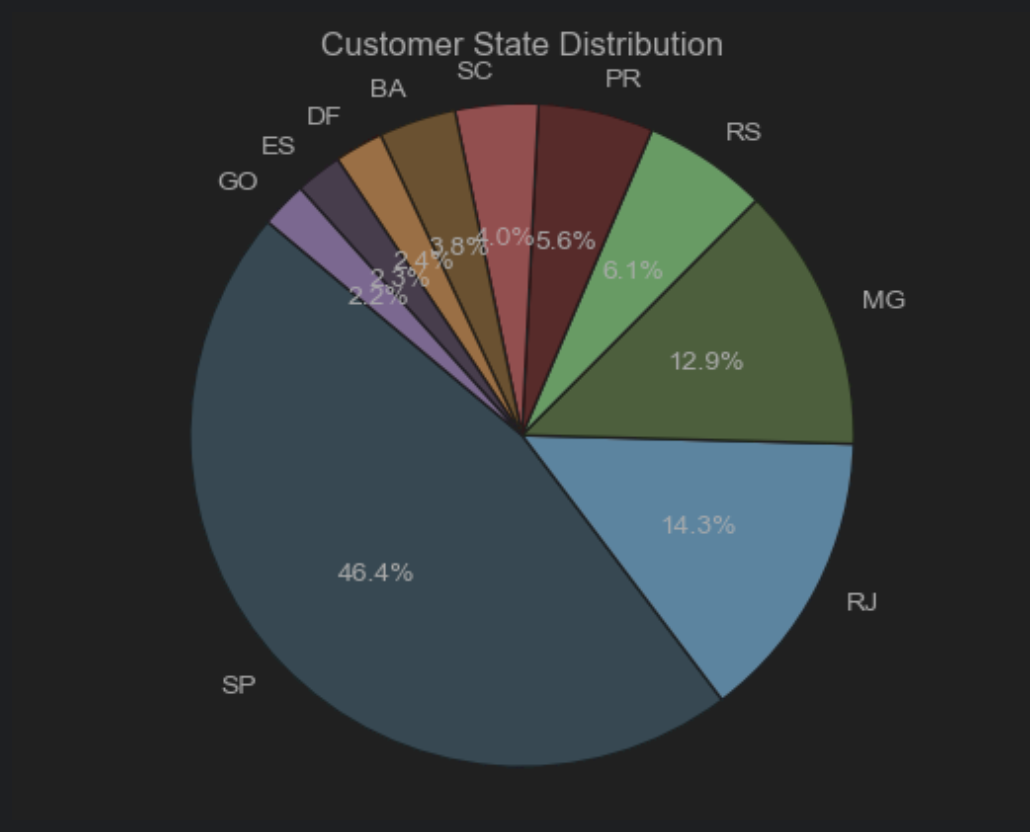 Customer State Distribution
SC
PR
BA
DF
RS
ES
GO
4.0%
5.6%
3.8%
2.4%
6.1%
2.3%
2.2%
MG
12.9%
14.3%
46.4%
RJ
SP